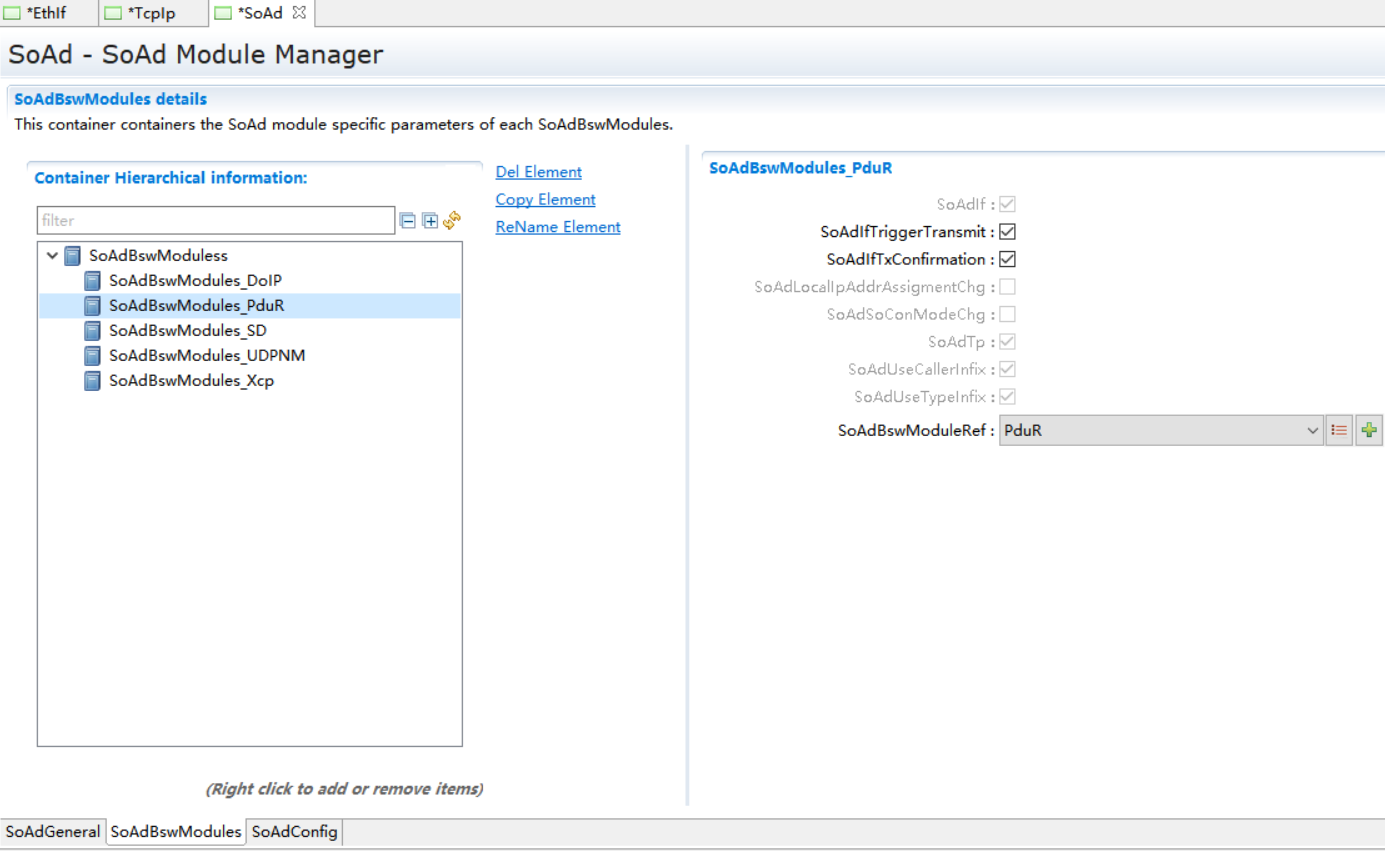 *EthIf
*TcpIp
*SoAd
SoAd - SoAd Module Manager
SoAdBswModules details
This container containers the SoAd module specific parameters of each SoAdBswModules.
Container Hierarchical information:
filter
SoAdBswModuless
SoAdBswModules_DoIP
SoAdBswModules_PduR
SoAdBswModules_SD
SoAdBswModules_UDPNM
SoAdBswModules_Xcp
(Right click to add or remove items)
Del Element
Copy Element
ReName Element
SoAdBswModules_PduR
SoAdIf :
SoAdIfTriggerTransmit :
SoAdIfTxConfirmation :
SoAdLocalIpAddrAssigmentChg :
SoAdSoConModeChg :
SoAdTp :
SoAdUseCallerInfix :
SoAdUseTypeInfix :
SoAdBswModuleRef : PduR
SoAdGeneral SoAdBswModules SoAdConfig